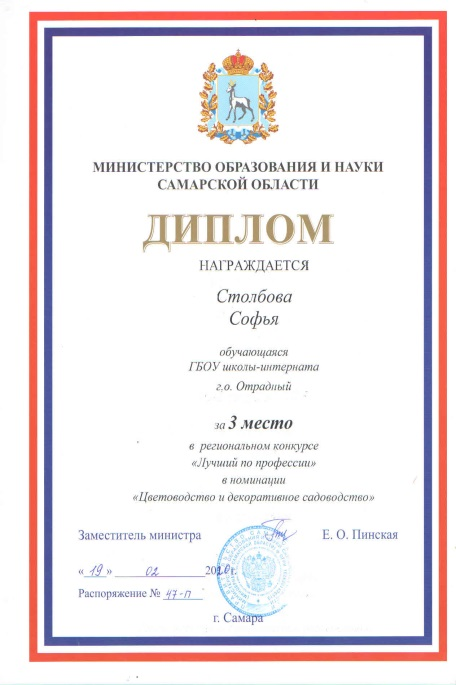 МИНИСТЕРСТВО ОБРАЗОВАНИЯ И НАУКИ
САМАРСКОЙ ОБЛАСТИ
ДИПЛОМ
НАГРАЖДАЕТСЯ
Столбова
Софья
обучающаяся
ГБОУ школы-интерната
г.о. Отрадный
за 3 место
в региональном конкурсе
«Лучший по профессии»
в номинации
«Цветоводство и декоративное садоводство»
Заместитель министра Е. О. Пинская
«19» 02 2020г.
Распоряжение № 47-п
г. Самара